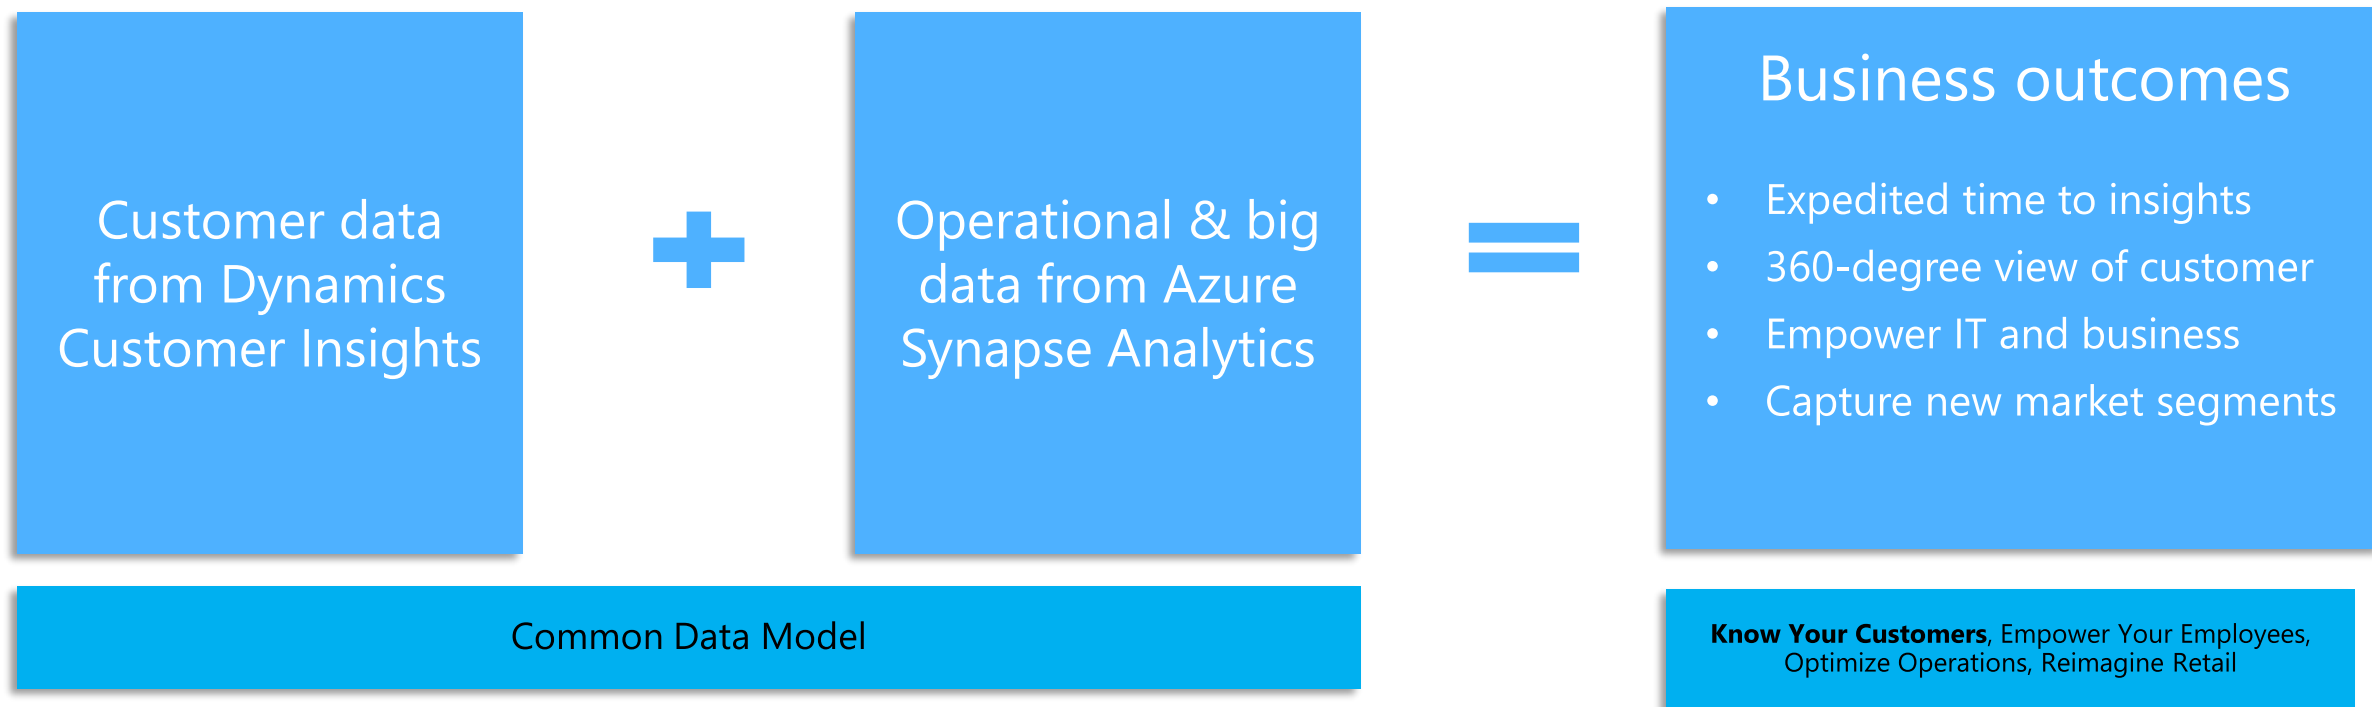 Customer data
from Dynamics
Customer Insights
Operational & big
data from Azure
Synapse Analytics
Business outcomes
• Expedited time to insights
• 360-degree view of customer
• Empower IT and business
• Capture new market segments
Common Data Model
Know Your Customers, Empower Your Employees,
Optimize Operations, Reimagine Retail